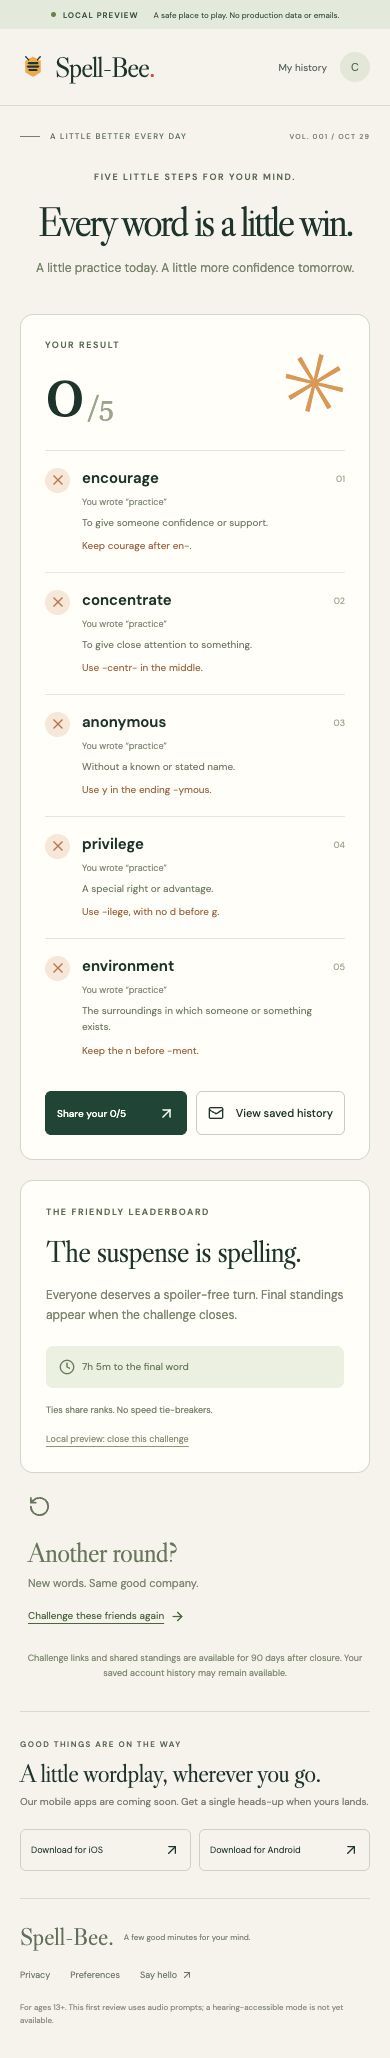 LOCAL PREVIEW A safe place to play. No production data or emails.
Spell-Bee.
My history
C
A LITTLE BETTER EVERY DAY
VOL. 001 / OCT 29
FIVE LITTLE STEPS FOR YOUR MIND.
Every word is a little win.
A little practice today. A little more confidence tomorrow.
YOUR RESULT
0/5
encourage 01
You wrote “practice”
To give someone confidence or support.
Keep courage after en-.
concentrate 02
You wrote “practice”
To give close attention to something.
Use -centr- in the middle.
anonymous 03
You wrote “practice”
Without a known or stated name.
Use y in the ending -ymous.
privilege 04
You wrote “practice”
A special right or advantage.
Use -ilege, with no d before g.
environment 05
You wrote “practice”
The surroundings in which someone or something
exists.
Keep the n before -ment.
Share your 0/5
View saved history
THE FRIENDLY LEADERBOARD
The suspense is spelling.
Everyone deserves a spoiler-free turn. Final standings
appear when the challenge closes.
7h 5m to the final word
Ties share ranks. No speed tie-breakers.
Local preview: close this challenge
Another round?
New words. Same good company.
Challenge these friends again
Challenge links and shared standings are available for 90 days after closure. Your
saved account history may remain available.
GOOD THINGS ARE ON THE WAY
A little wordplay, wherever you go.
Our mobile apps are coming soon. Get a single heads-up when yours lands.
Download for iOS
Download for Android
Spell-Bee. A few good minutes for your mind.
Privacy Preferences Say hello
For ages 13+. This first review uses audio prompts; a hearing-accessible mode is not yet
available.